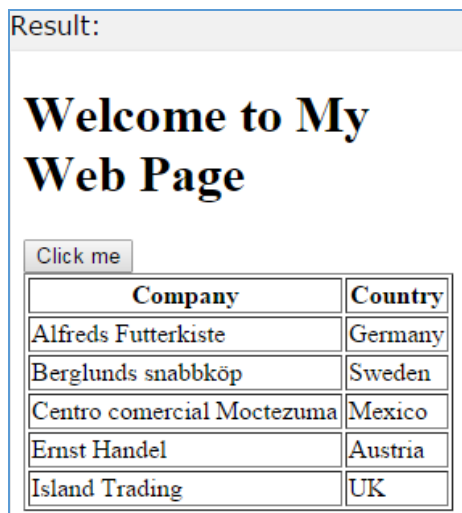 Result:
Welcome to My
Web Page
Click me
Company Country
Alfreds Futterkiste Germany
Berglunds snabbköp Sweden
Centro comercial Moctezuma Mexico
Ernst Handel Austria
Island Trading UK